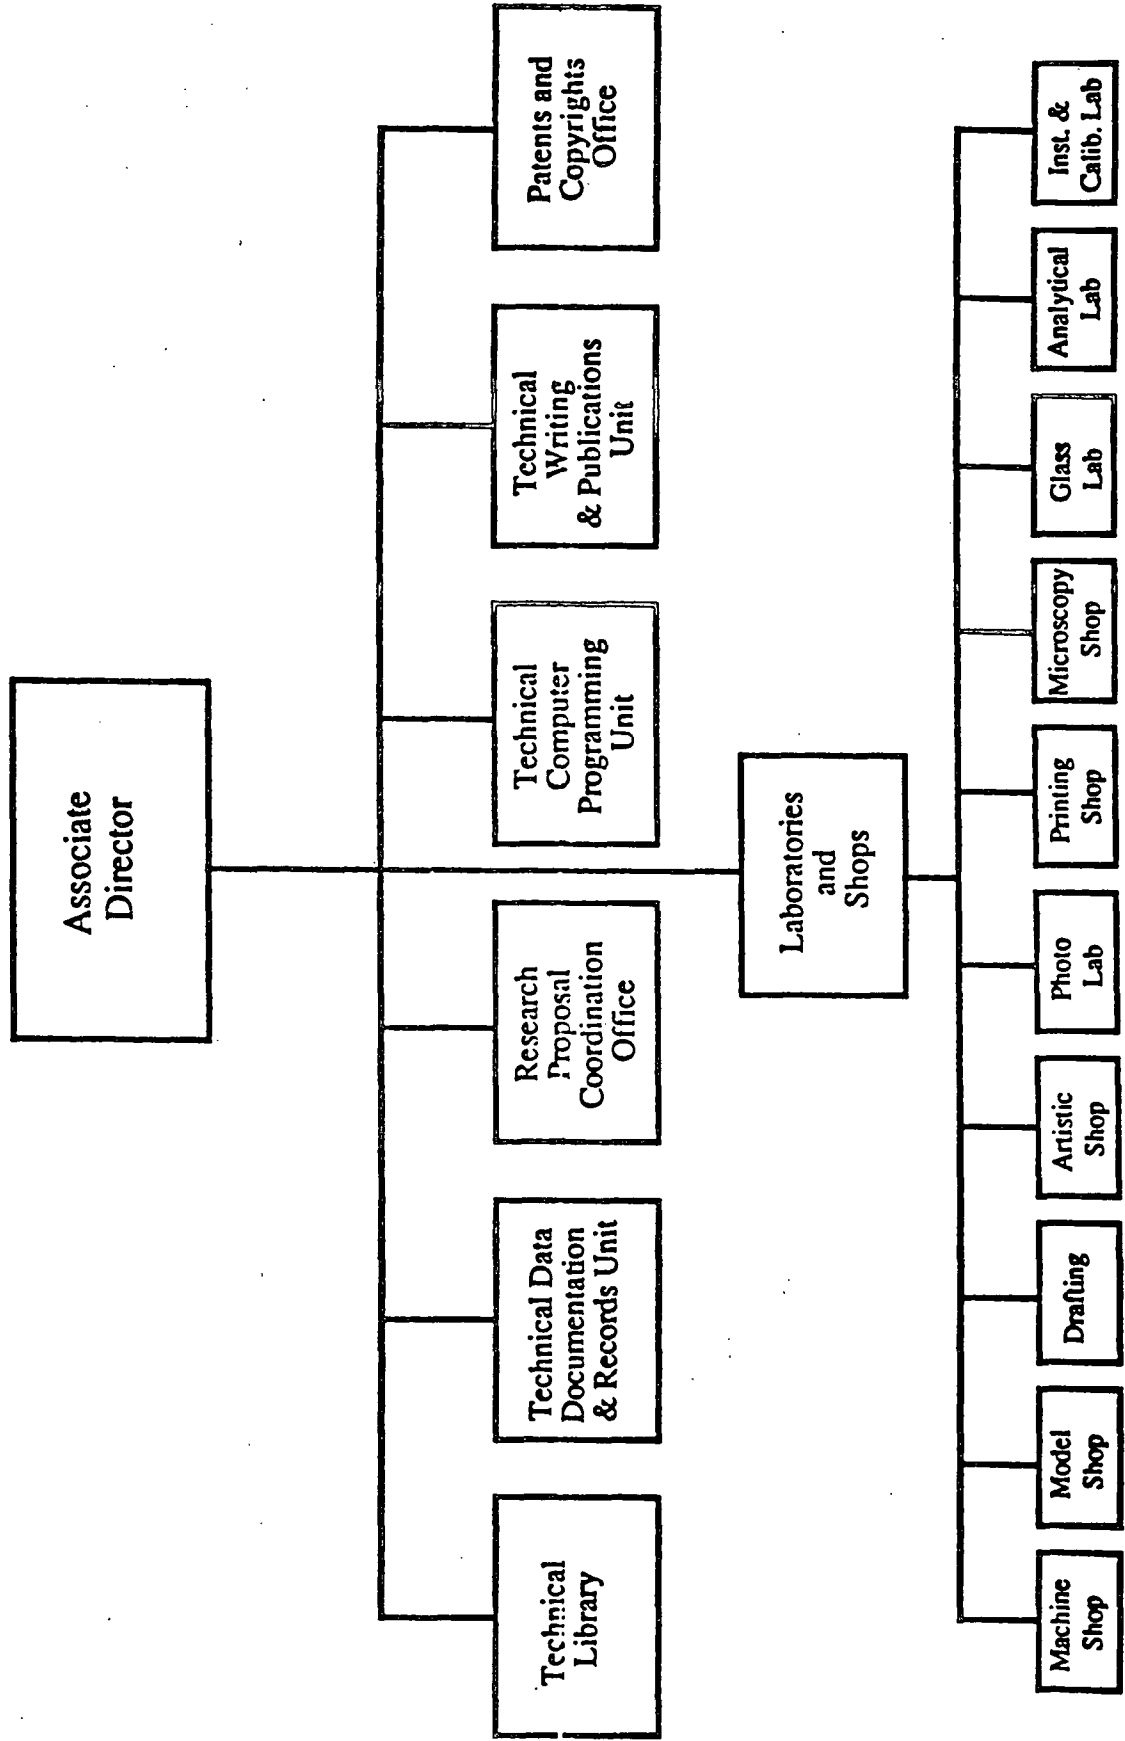 Associate
Director
Technical
Library
Technical Data
Documentation
& Records Unit
Research
Proposal
Coordination
Office
Technical
Computer
Programming
Unit
Technical
Writing
& Publications
Unit
Patents and
Copyrights
Office
Laboratories
and
Shops
Machine
Shop
Model
Shop
Drafting
Artistic
Shop
Photo
Lab
Printing
Shop
Microscopy
Shop
Glass
Lab
Analytical
Lab
Inst. &
Calib. Lab